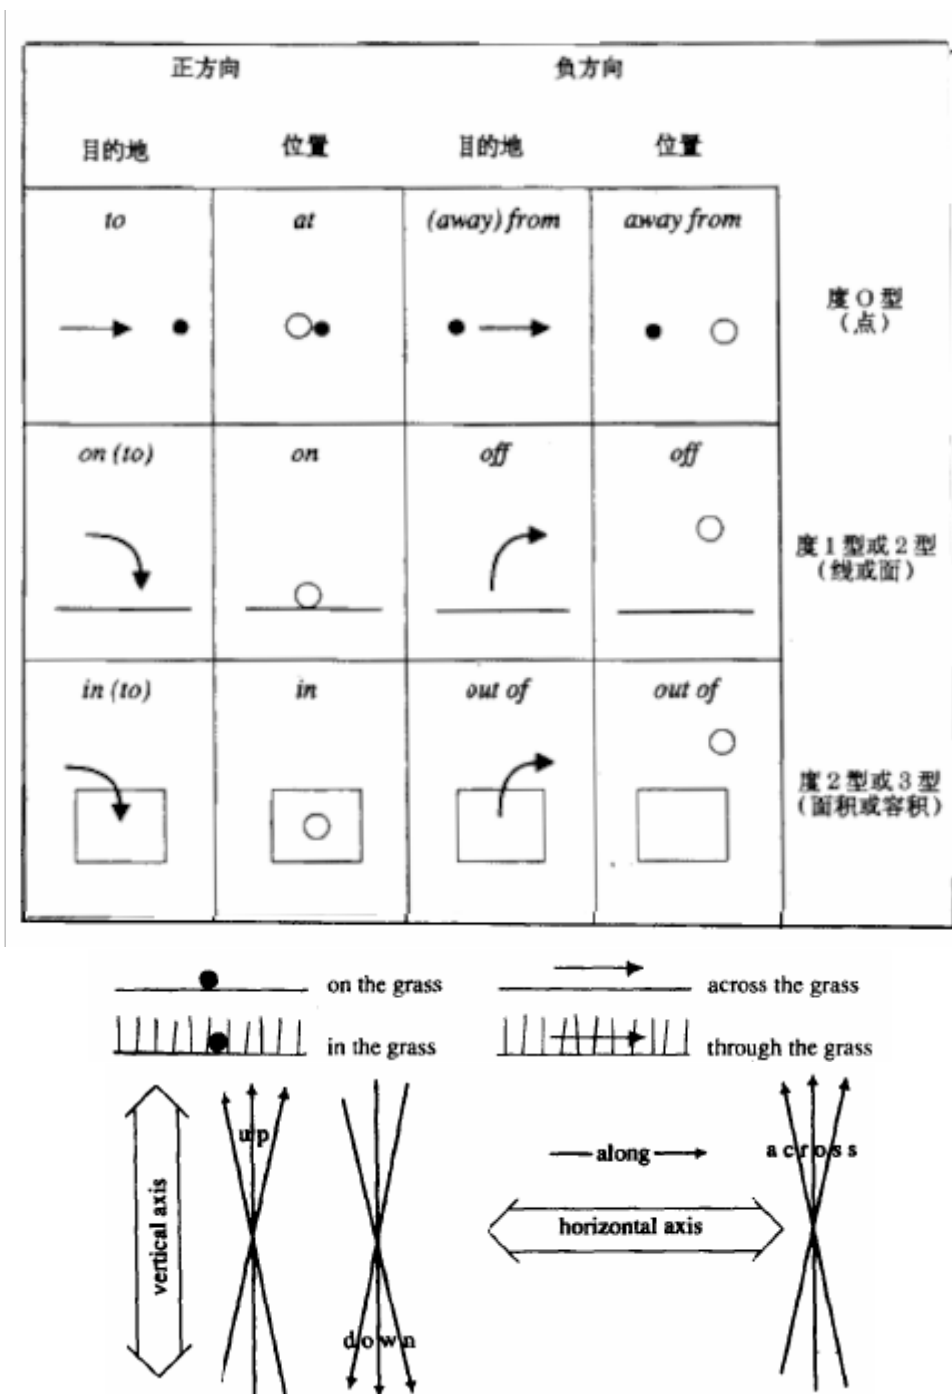 正方向 负方向
目的地 位置 目的地 位置
to at (away) from away from
度O型
(点)
on (to) on off off
度1型或2型
(线或面)
in (to) in out of out of
度2型或3型
(面积或容积)
on the grass across the grass
in the grass through the grass
up
along across
vertical axis horizontal axis
down